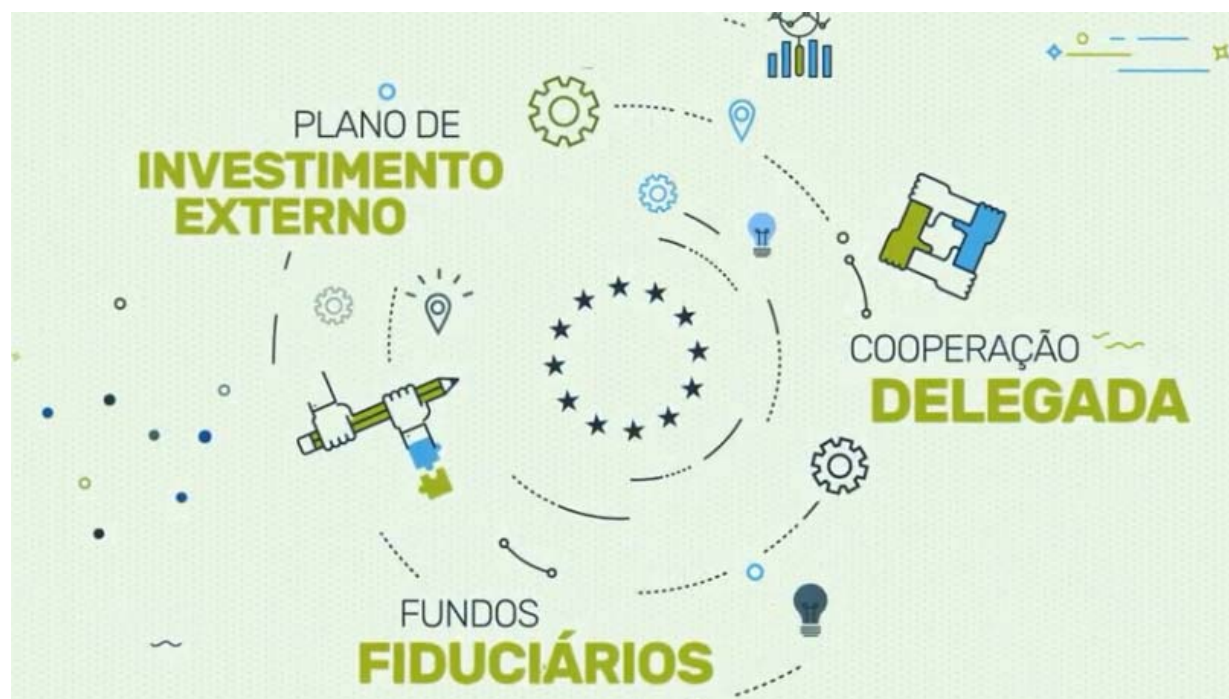 PLANO DE
INVESTIMENTO
EXTERNO
COOPERAÇÃO
DELEGADA
FUNDOS
FIDUCIÁRIOS